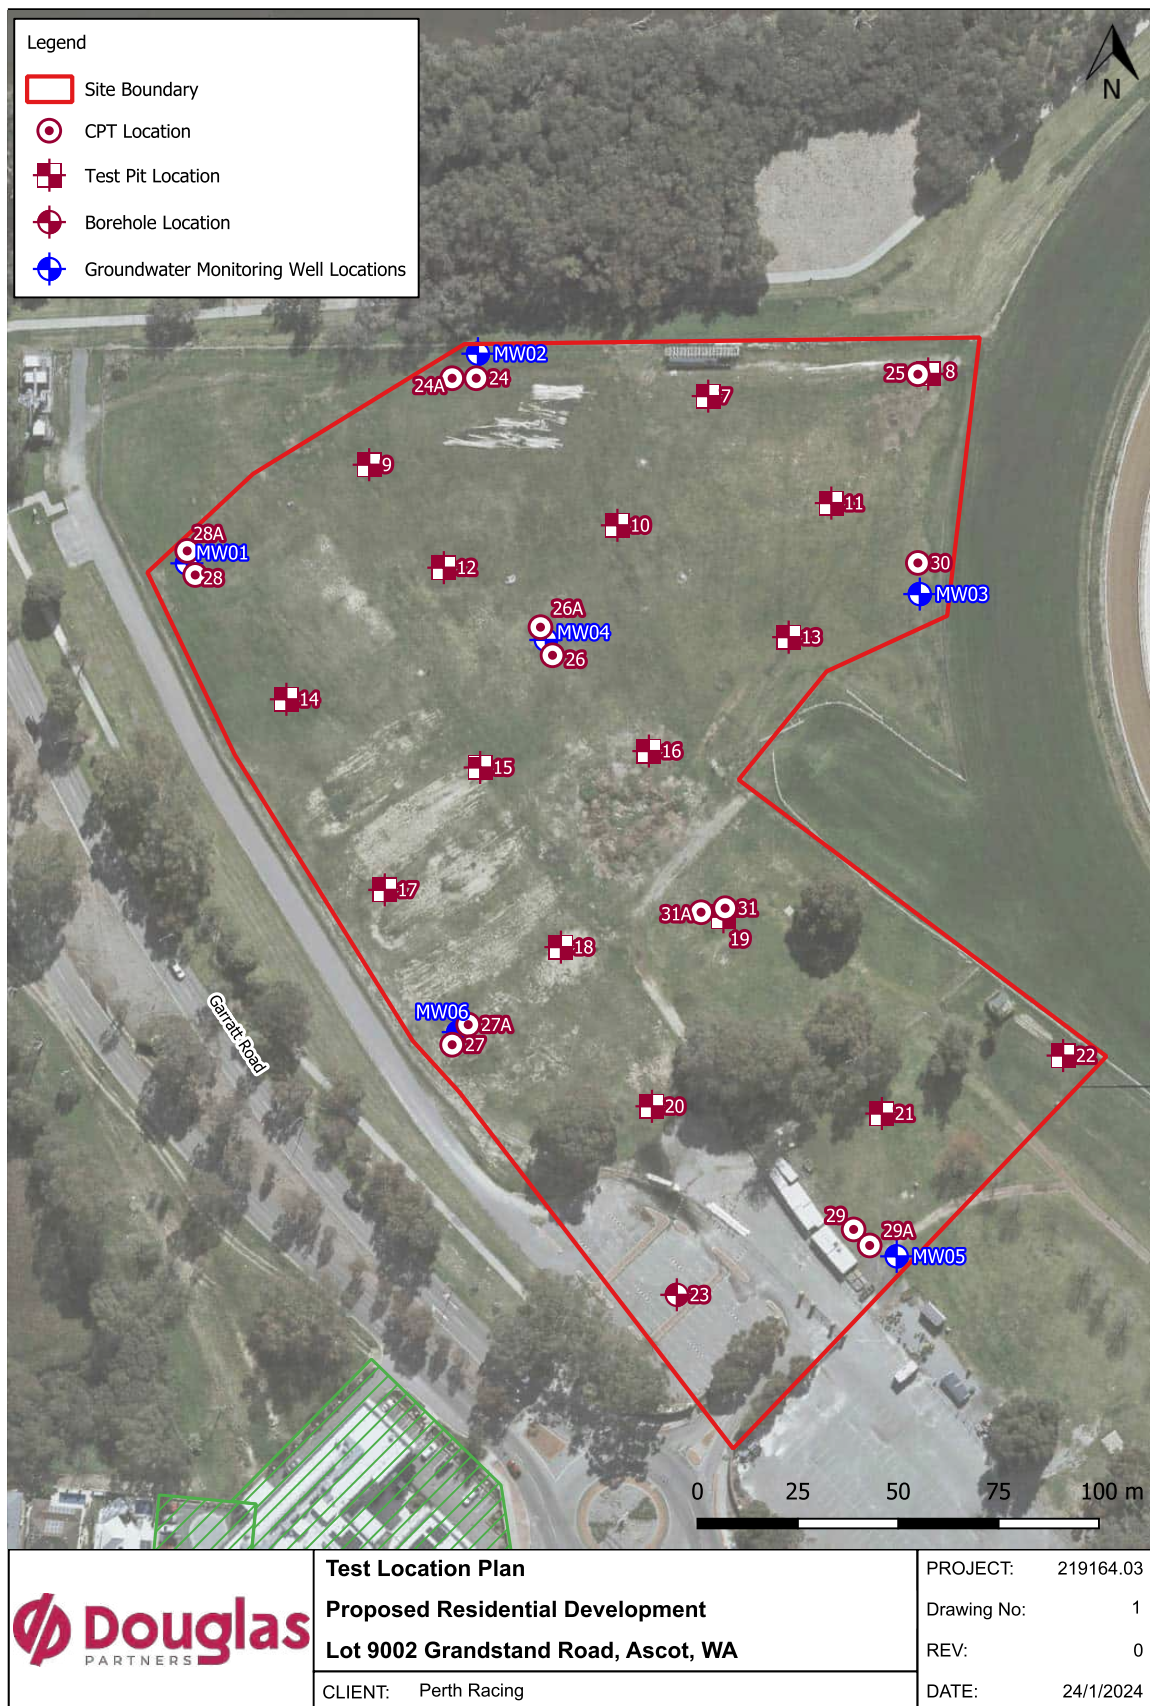 Legend
Site Boundary
CPT Location
Test Pit Location
Borehole Location
Groundwater Monitoring Well Locations
N
MW02
24A
24
25
8
7
9
11
10
28A
MW01
28
12
30
MW03
26A
MW04
26
13
14
16
15
17
31A
31
19
18
MW06
27A
27
Garratt Road
22
20
21
29
29A
MW05
23
0 25 50 75 100 m
Douglas
PARTNERS
Test Location Plan
Proposed Residential Development
Lot 9002 Grandstand Road, Ascot, WA
CLIENT: Perth Racing
PROJECT: 219164.03
Drawing No: 1
REV: 0
DATE: 24/1/2024